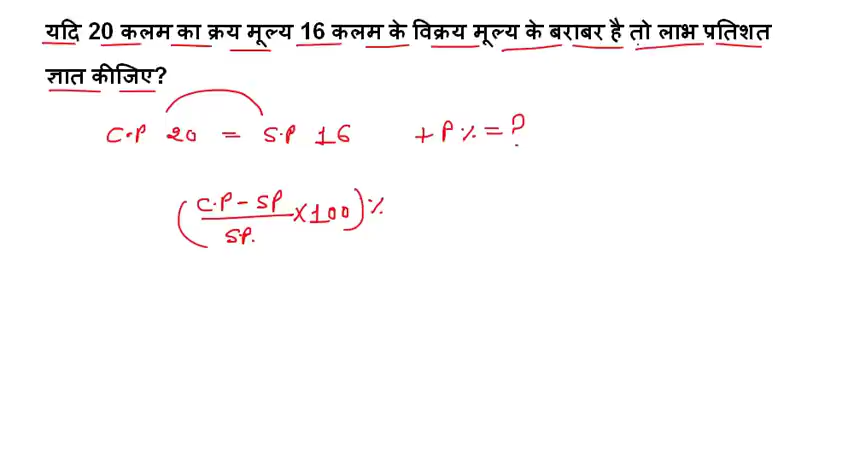 यदि 20 कलम का क्रय मूल्य 16 कलम के विक्रय मूल्य के बराबर है तो लाभ प्रतिशत
ज्ञात कीजिए?
C.P 20 = S.P 16 + P % = ?
(C.P - SP
× 100) %
SP.